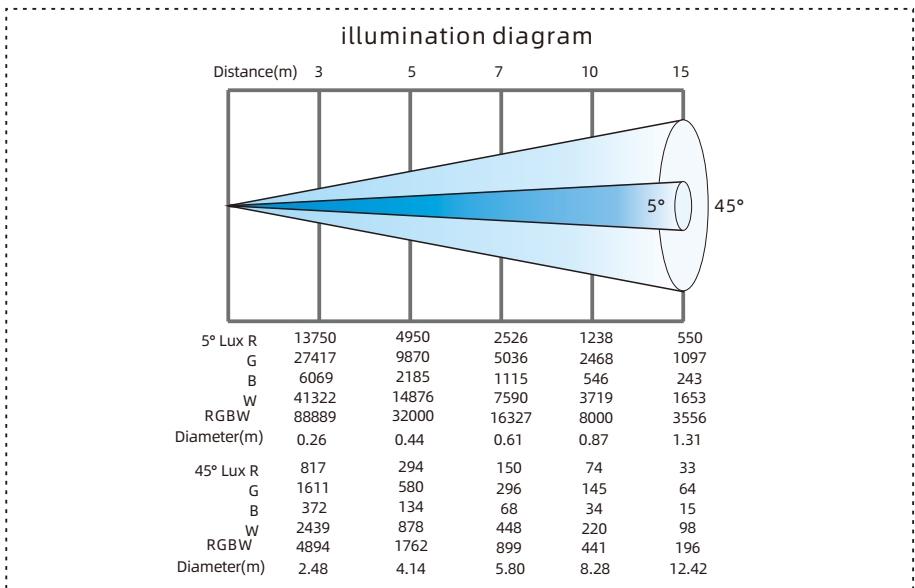 illumination diagram
Distance(m) 3 5 7 10 15
5° 45°
5° Lux R 13750 4950 2526 1238 550
G 27417 9870 5036 2468 1097
B 6069 2185 1115 546 243
W 41322 14876 7590 3719 1653
RGBW 88889 32000 16327 8000 3556
Diameter(m) 0.26 0.44 0.61 0.87 1.31
45° Lux R 817 294 150 74 33
G 1611 580 296 145 64
B 372 134 68 34 15
W 2439 878 448 220 98
RGBW 4894 1762 899 441 196
Diameter(m) 2.48 4.14 5.80 8.28 12.42